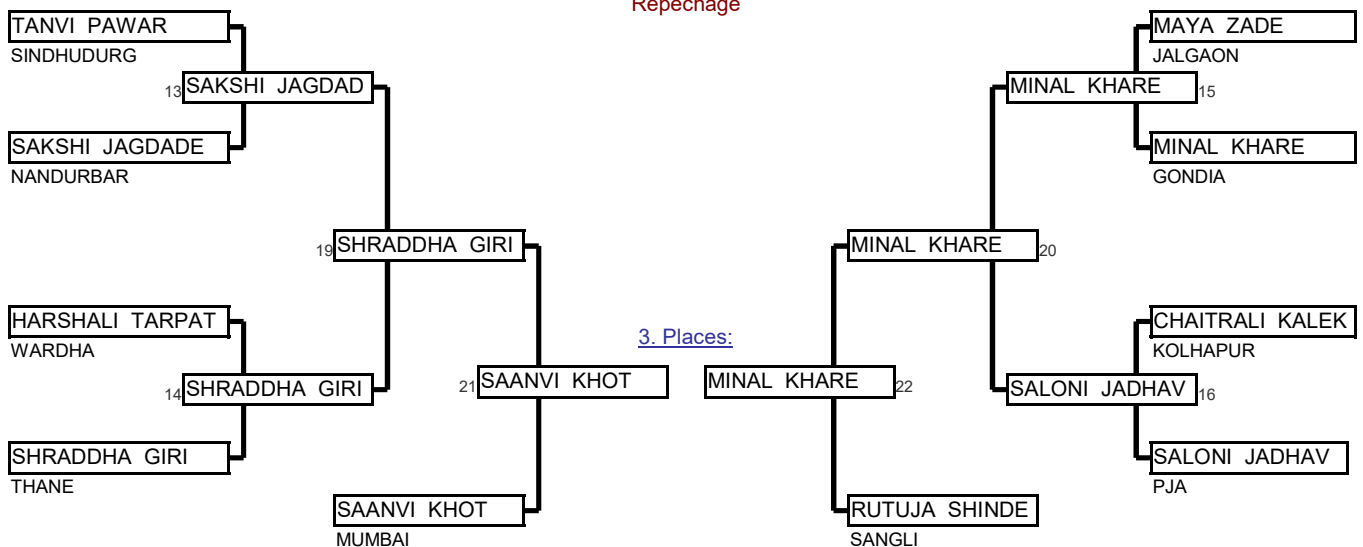 Repechage
TANVI PAWAR
SINDHUDURG
13 SAKSHI JAGDAD
SAKSHI JAGDADE
NANDURBAR
19 SHRADDHA GIRI
HARSHALI TARPAT
WARDHA
14 SHRADDHA GIRI
SHRADDHA GIRI
THANE
21 SAANVI KHOT
SAANVI KHOT
MUMBAI
3. Places:
MAYA ZADE
JALGAON
MINAL KHARE 15
MINAL KHARE
GONDIA
MINAL KHARE 20
CHAITRALI KALEK
KOLHAPUR
SALONI JADHAV 16
SALONI JADHAV
PJA
MINAL KHARE 22
RUTUJA SHINDE
SANGLI